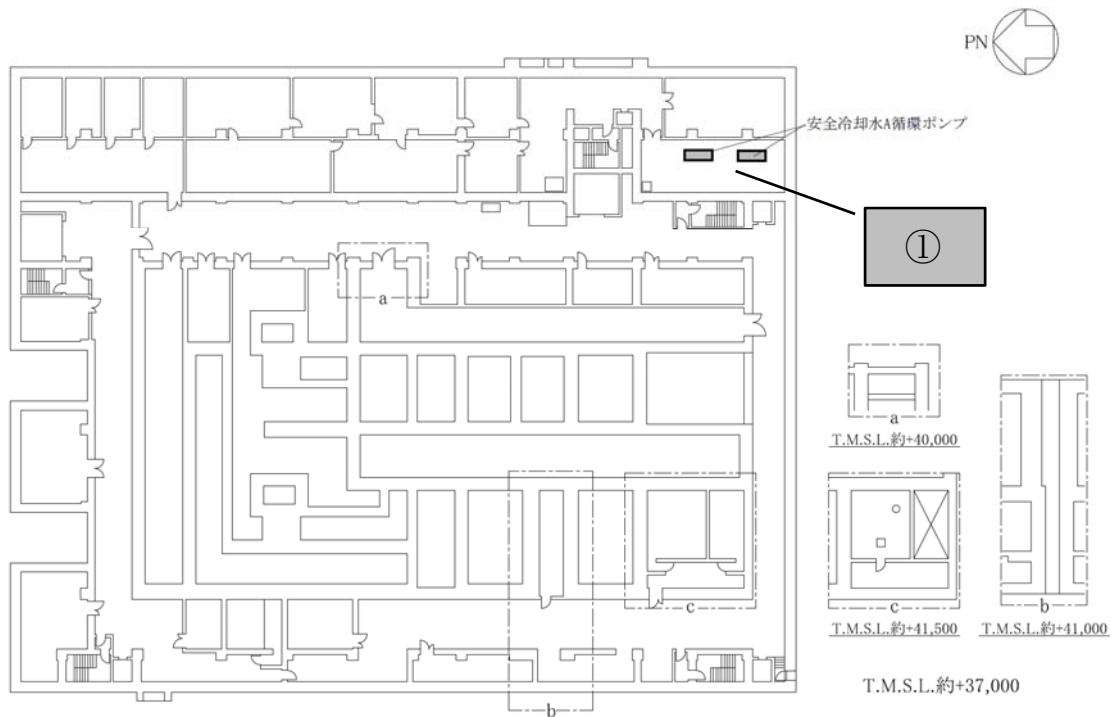 PN
安全冷却水A循環ポンプ
①
a
a
T.M.S.L.約+40,000
c
c
T.M.S.L.約+41,500
b
T.M.S.L.約+41,000
T.M.S.L.約+37,000
b